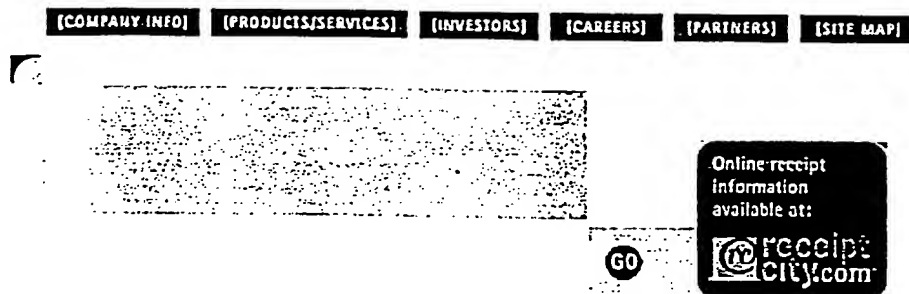 [COMPANY INFO] [PRODUCTS/SERVICES] [INVESTORS] [CAREERS] [PARTNERS] [SITE MAP]
Online receipt
information
available at:
GO
receipt
city.com